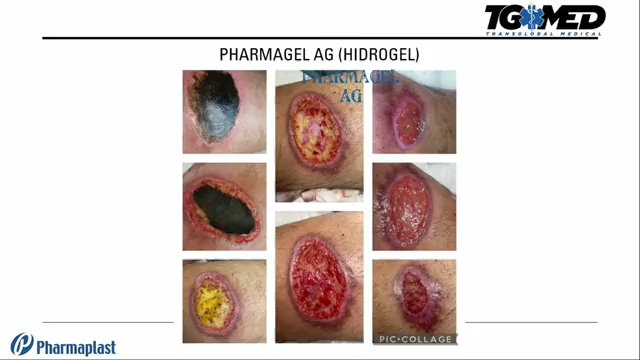 TGMED
TRANSGLOBAL MEDICAL
PHARMAGEL AG (HIDROGEL)
PHARMAGEL
AG
PIC•COLLAGE
Pharmaplast